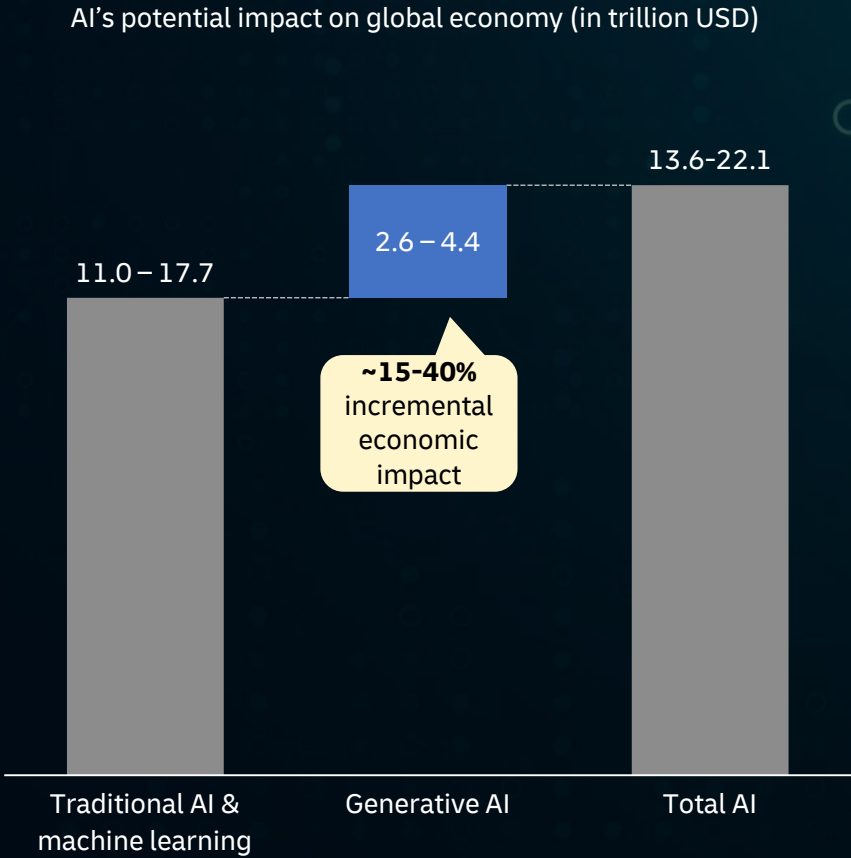 AI’s potential impact on global economy (in trillion USD)
13.6-22.1
2.6 – 4.4
11.0 – 17.7
~15-40%
incremental
economic
impact
Traditional AI &
machine learning
Generative AI
Total AI